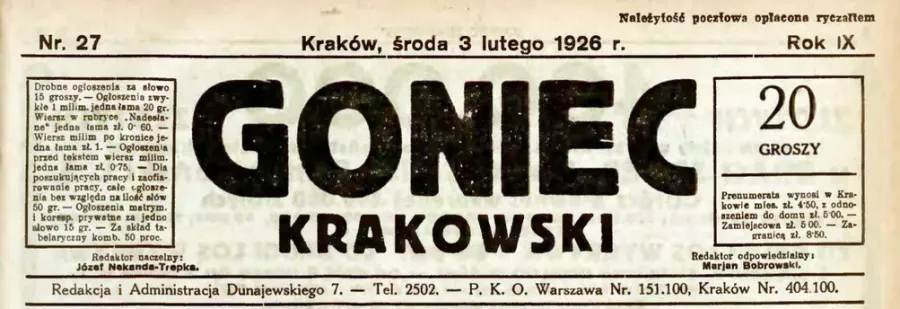 Należytość pocztowa opłacona ryczałtem
Nr. 27 Kraków, środa 3 lutego 1926 r. Rok IX
Drobne ogłoszenia za słowo
15 groszy. — Ogłoszenia zwy-
kłe 1 milim. jedna łama 20 gr.
Wiersz w rubryce „Nadesła-
ne" jedna łama zł. 0·60. —
Wiersz milim po kronice je-
dna łama zł. 1. — Ogłoszenia
przed tekstem wiersz milim.
jedna łama zł. 0·75. — Dla
poszukujących pracy i zaofia-
rowanie pracy, całe ogłosze-
nia bez względu na ilość słów
50 gr. — Ogłoszenia matrym.
i koresp. prywatne za jedno
słowo 15 gr. — Za skład ta-
belaryczny komb. 50 proc.
Redaktor naczelny:
Józef Nekanda-Trepka.
GONIEC
KRAKOWSKI
20
GROSZY
Prenumerata wynosi w Kra-
kowie mies. zł. 4·50, z odno-
szeniem do domu zł. 5·00. —
Zamiejscowa zł. 5·00. — Za-
granicą zł. 8·50.
Redaktor odpowiedzialny:
Marjan Bobrowski.
Redakcja i Administracja Dunajewskiego 7. — Tel. 2502. — P. K. O. Warszawa Nr. 151.100, Kraków Nr. 404.100.